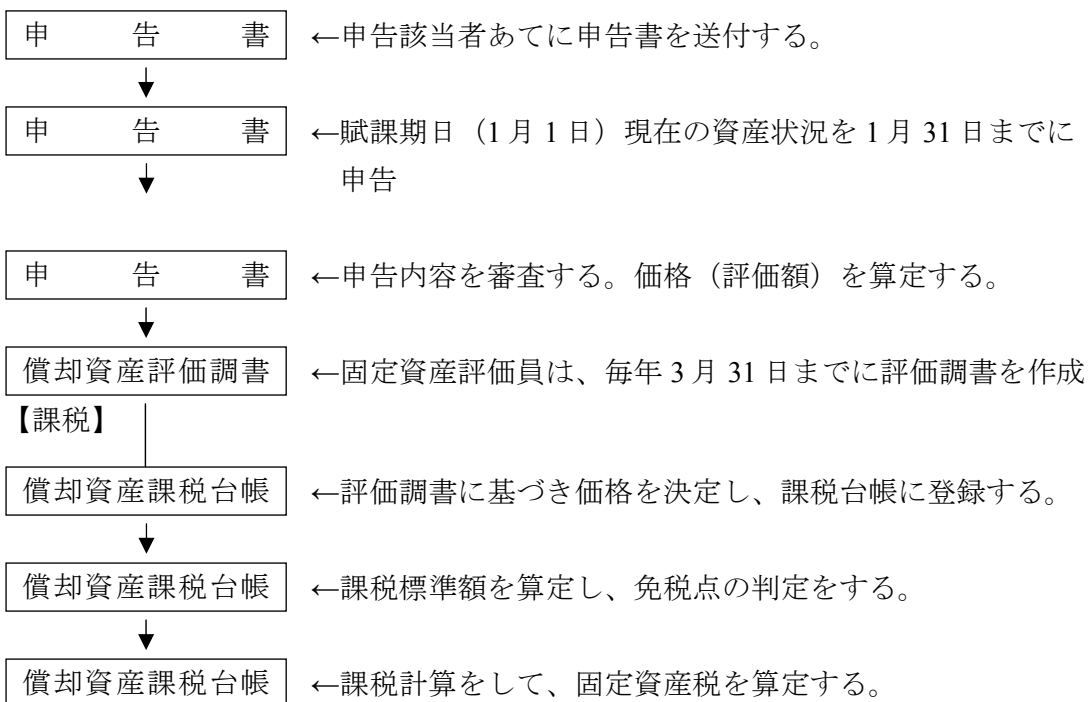 申告書 ←申告該当者あてに申告書を送付する。
申告書 ←賦課期日（1月1日）現在の資産状況を1月31日までに
申告
申告書 ←申告内容を審査する。価格（評価額）を算定する。
償却資産評価調書 ←固定資産評価員は、毎年3月31日までに評価調書を作成
【課税】
償却資産課税台帳 ←評価調書に基づき価格を決定し、課税台帳に登録する。
償却資産課税台帳 ←課税標準額を算定し、免税点の判定をする。
償却資産課税台帳 ←課税計算をして、固定資産税を算定する。